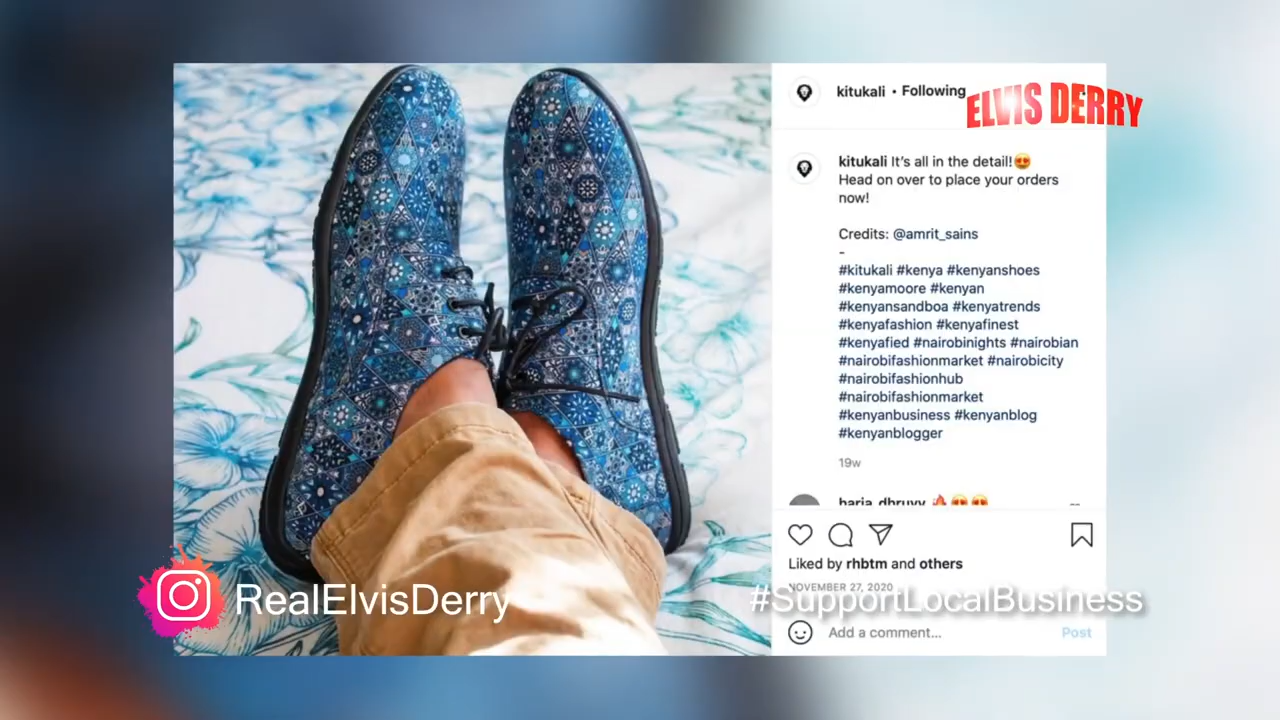 kitukali • Following
ELVIS DERRY
kitukali It's all in the detail!😍
Head on over to place your orders
now!
Credits: @amrit_sains
-
#kitukali #kenya #kenyanshoes
#kenyamoore #kenyan
#kenyansandboa #kenyatrends
#kenyafashion #kenyafinest
#kenyafied #nairobinights #nairobian
#nairobifashionmarket #nairobicity
#nairobifashionhub
#nairobifashionmarket
#kenyanbusiness #kenyanblog
#kenyanblogger
19w
haria_dhruvv 🔥😍😍
Liked by rhbtm and others
NOVEMBER 27, 2020
RealElvisDerry
#SupportLocalBusiness
Add a comment...
Post